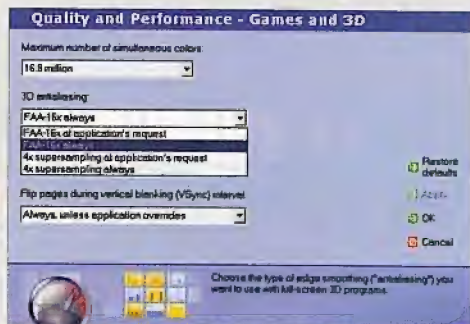 Quality and Performance - Games and 3D
Maximum number of simultaneous colors:
16.8 million
3D antialiasing:
FAA-16x always
FAA-16x at application's request
FAA-16x always
4x supersampling at application's request
4x supersampling always
Flip pages during vertical blanking (VSync) interval
Always, unless application overrides
Restore
defaults
Apply
OK
Cancel
Choose the type of edge smoothing ("antialiasing") you
want to use with full-screen 3D programs.